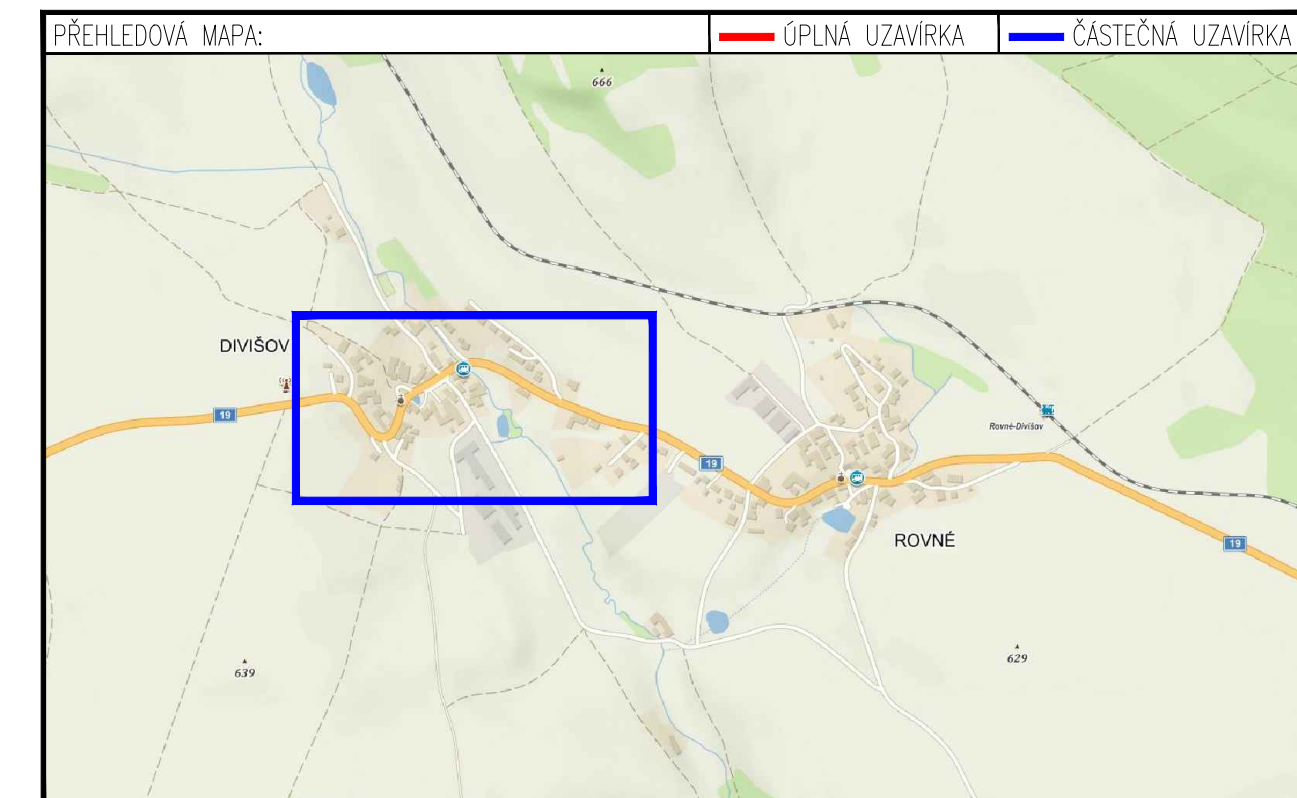 PŘEHLEDOVÁ MAPA:
ÚPLNÁ UZAVÍRKA
ČÁSTEČNÁ UZAVÍRKA
666
DIVIŠOV
19
Rovné-Divišov
19
ROVNÉ
19
639
629